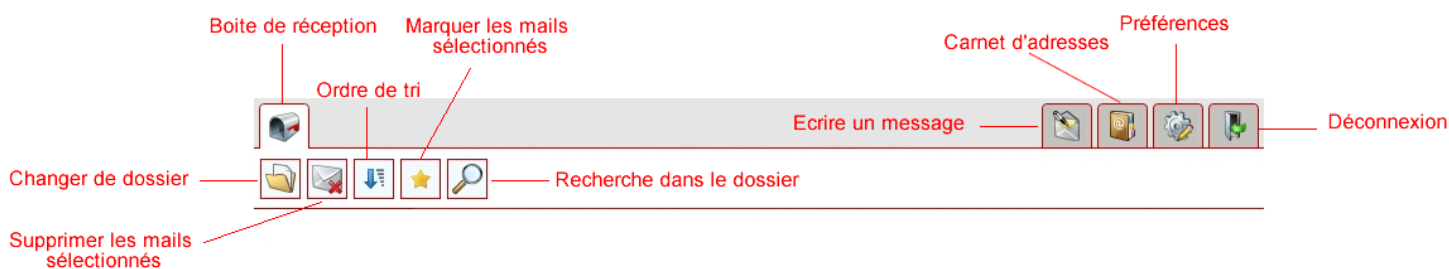 Boite de réception
Marquer les mails
sélectionnés
Préférences
Carnet d'adresses
Ordre de tri
Ecrire un message
Déconnexion
Changer de dossier
Recherche dans le dossier
Supprimer les mails
sélectionnés